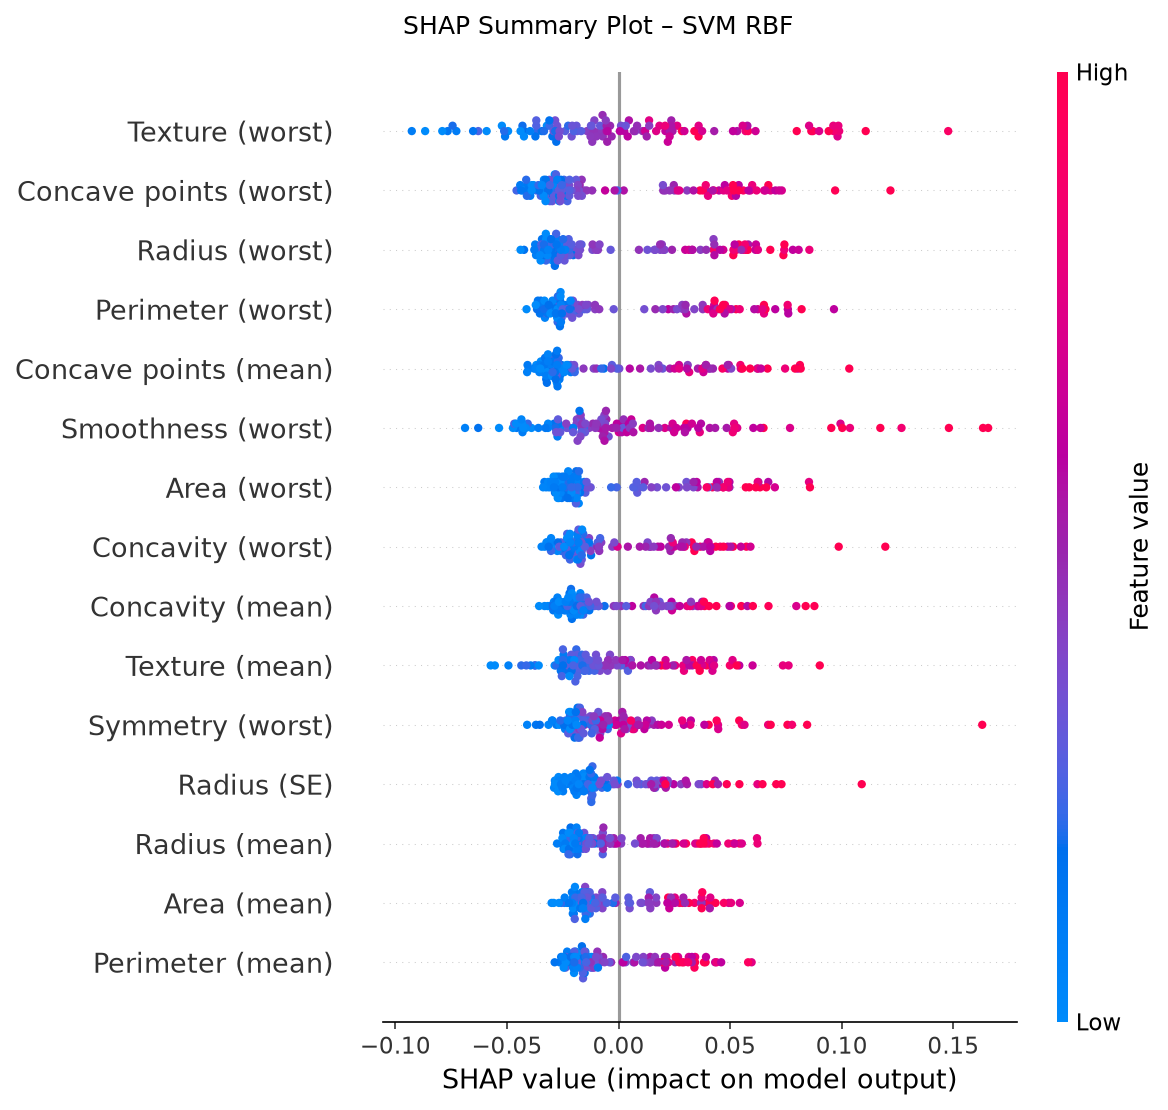 SHAP Summary Plot – SVM RBF
High
Texture (worst)
Concave points (worst)
Radius (worst)
Perimeter (worst)
Concave points (mean)
Smoothness (worst)
Area (worst)
Concavity (worst)
Concavity (mean)
Texture (mean)
Symmetry (worst)
Radius (SE)
Radius (mean)
Area (mean)
Perimeter (mean)
Feature value
Low
−0.10 −0.05 0.00 0.05 0.10 0.15
SHAP value (impact on model output)